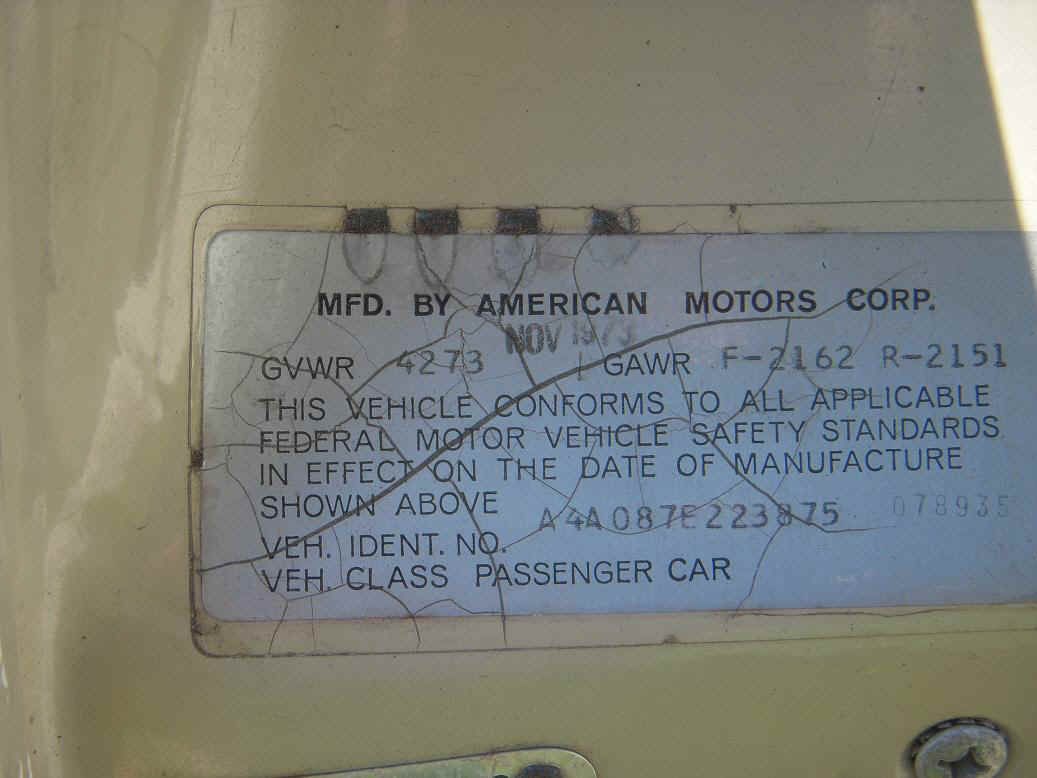 MFD. BY AMERICAN MOTORS CORP.
NOV 1973
GVWR 4273 GAWR F-2162 R-2151
THIS VEHICLE CONFORMS TO ALL APPLICABLE
FEDERAL MOTOR VEHICLE SAFETY STANDARDS
IN EFFECT ON THE DATE OF MANUFACTURE
SHOWN ABOVE
VEH. IDENT. NO. A4A087E223875 078935
VEH. CLASS PASSENGER CAR